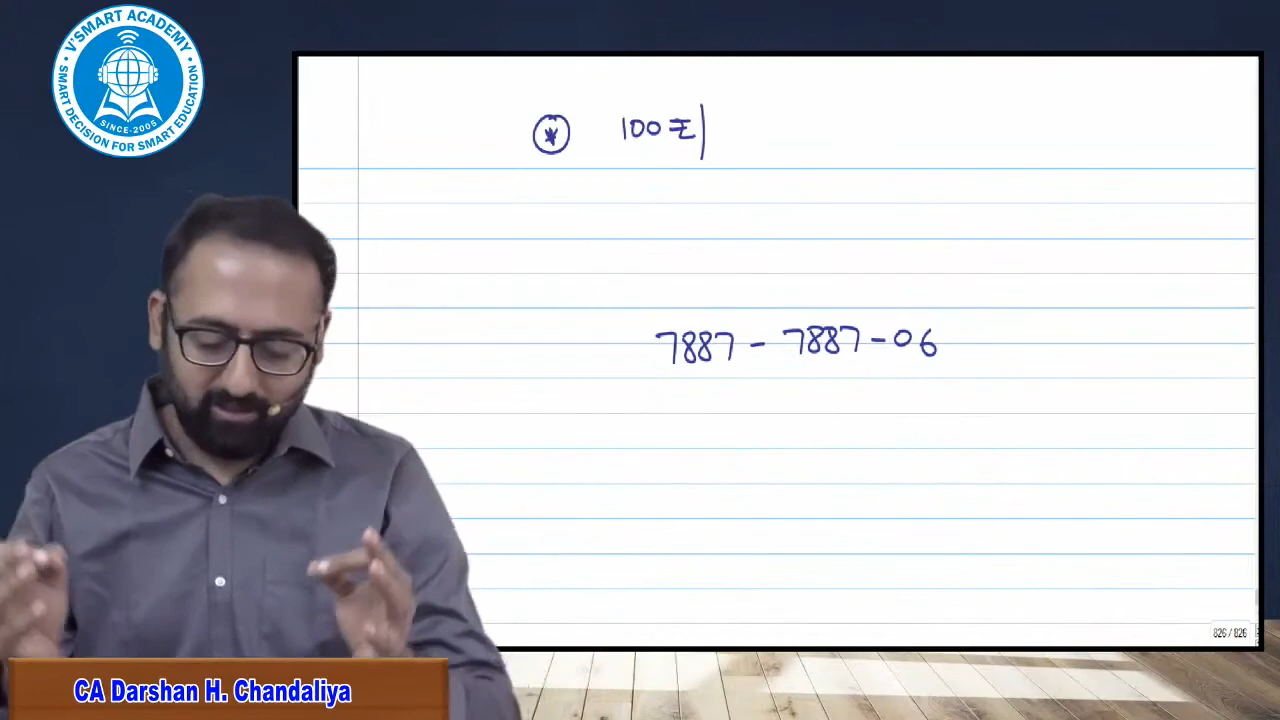 V'SMART ACADEMY
SMART DECISION FOR SMART EDUCATION
SINCE-2005
* 100 ₹|
7887 - 7887 - 06
826 / 826
CA Darshan H. Chandaliya